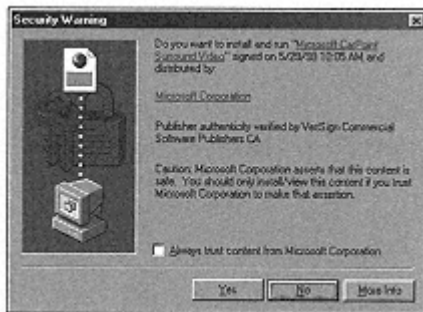 Security Warning
Do you want to install and run "Microsoft CarPoint
Surround Video" signed on 5/29/98 10:05 AM and
distributed by:
Microsoft Corporation
Publisher authenticity verified by VeriSign Commercial
Software Publishers CA
Caution: Microsoft Corporation asserts that this content is
safe. You should only install/view this content if you trust
Microsoft Corporation to make that assertion.
Always trust content from Microsoft Corporation
Yes No More Info